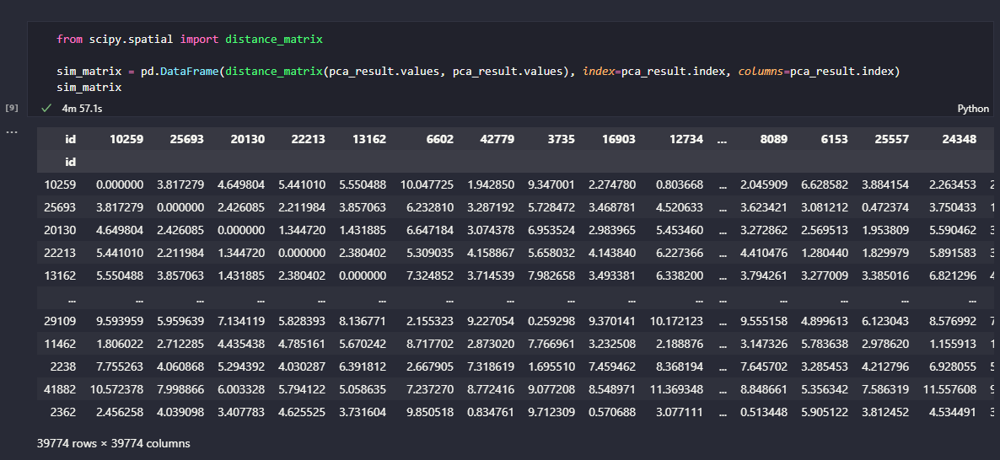 from scipy.spatial import distance_matrix
sim_matrix = pd.DataFrame(distance_matrix(pca_result.values, pca_result.values), index=pca_result.index, columns=pca_result.index)
sim_matrix
[9] ✓ 4m 57.1s Python
...
id 10259 25693 20130 22213 13162 6602 42779 3735 16903 12734 ... 8089 6153 25557 24348
id
10259 0.000000 3.817279 4.649804 5.441010 5.550488 10.047725 1.942850 9.347001 2.274780 0.803668 ... 2.045909 6.628582 3.884154 2.263453 2
25693 3.817279 0.000000 2.426085 2.211984 3.857063 6.232810 3.287192 5.728472 3.468781 4.520633 ... 3.623421 3.081212 0.472374 3.750433 1
20130 4.649804 2.426085 0.000000 1.344720 1.431885 6.647184 3.074378 6.953524 2.983965 5.453460 ... 3.272862 2.569513 1.953809 5.590462 3
22213 5.441010 2.211984 1.344720 0.000000 2.380402 5.309035 4.158867 5.658032 4.143840 6.227366 ... 4.410476 1.280440 1.829979 5.891583 3
13162 5.550488 3.857063 1.431885 2.380402 0.000000 7.324852 3.714539 7.982658 3.493381 6.338200 ... 3.794261 3.277009 3.385016 6.821296 4
... ... ... ... ... ... ... ... ... ... ... ... ... ... ... ...
29109 9.593959 5.959639 7.134119 5.828393 8.136771 2.155323 9.227054 0.259298 9.370141 10.172123 ... 9.555158 4.899613 6.123043 8.576992 7
11462 1.806022 2.712285 4.435438 4.785161 5.670242 8.717702 2.873020 7.766961 3.232508 2.188876 ... 3.147326 5.783638 2.978620 1.155913 1
2238 7.755263 4.060868 5.294392 4.030287 6.391812 2.667905 7.318619 1.695510 7.459462 8.368194 ... 7.645702 3.285453 4.212796 6.928055 5
41882 10.572378 7.998866 6.003328 5.794122 5.058635 7.237270 8.772416 9.077208 8.548971 11.369348 ... 8.848661 5.356342 7.586319 11.557608 9
2362 2.456258 4.039098 3.407783 4.625525 3.731604 9.850518 0.834761 9.712309 0.570688 3.077111 ... 0.513448 5.905122 3.812452 4.534491 3
39774 rows × 39774 columns